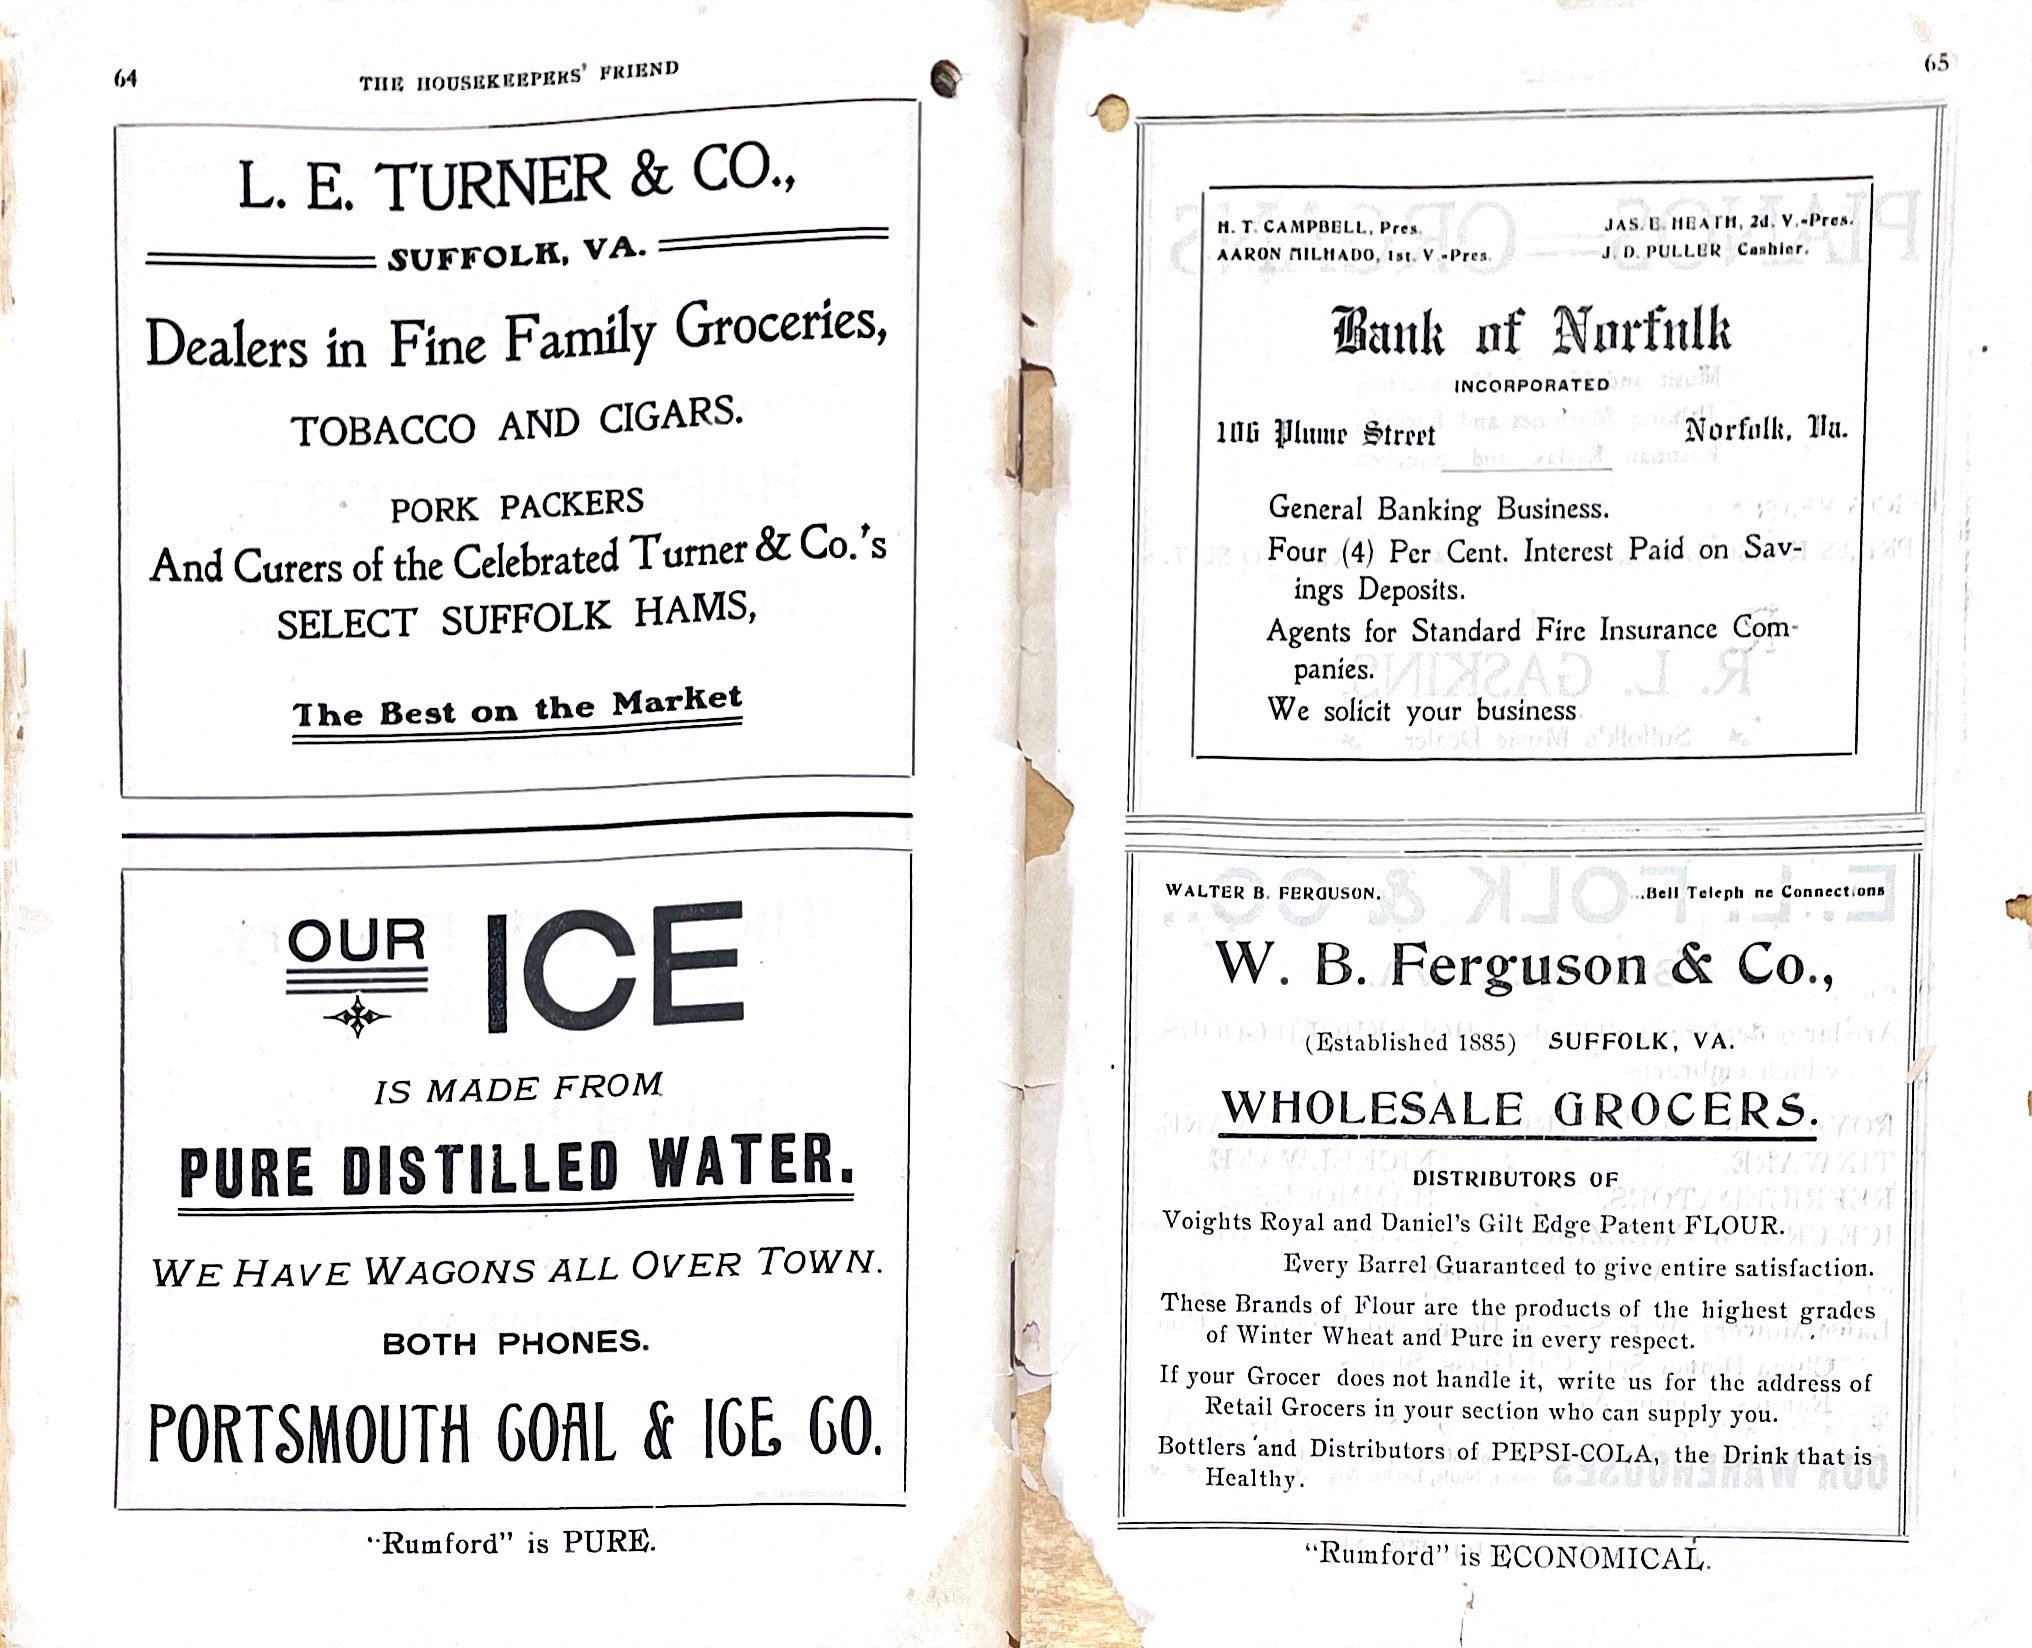 64
THE HOUSEKEEPERS' FRIEND
L. E. TURNER & CO.,
SUFFOLK, VA.
Dealers in Fine Family Groceries,
TOBACCO AND CIGARS.
PORK PACKERS
And Curers of the Celebrated Turner & Co.'s
SELECT SUFFOLK HAMS,
The Best on the Market
OUR ICE
IS MADE FROM
PURE DISTILLED WATER.
WE HAVE WAGONS ALL OVER TOWN.
BOTH PHONES.
PORTSMOUTH COAL & ICE CO.
"Rumford" is PURE.
65
H. T. CAMPBELL, Pres. JAS. E. HEATH, 2d. V.-Pres.
AARON MILHADO, 1st. V.-Pres. J. D. PULLER Cashier.
Bank of Norfolk
INCORPORATED
106 Plume Street Norfolk, Va.
General Banking Business.
Four (4) Per Cent. Interest Paid on Sav-
ings Deposits.
Agents for Standard Fire Insurance Com-
panies.
We solicit your business
WALTER B. FERGUSON. ..Bell Teleph ne Connections
W. B. Ferguson & Co.,
(Established 1885) SUFFOLK, VA.
WHOLESALE GROCERS.
DISTRIBUTORS OF
Voights Royal and Daniel's Gilt Edge Patent FLOUR.
Every Barrel Guaranteed to give entire satisfaction.
These Brands of Flour are the products of the highest grades
of Winter Wheat and Pure in every respect.
If your Grocer does not handle it, write us for the address of
Retail Grocers in your section who can supply you.
Bottlers and Distributors of PEPSI-COLA, the Drink that is
Healthy.
"Rumford" is ECONOMICAL.